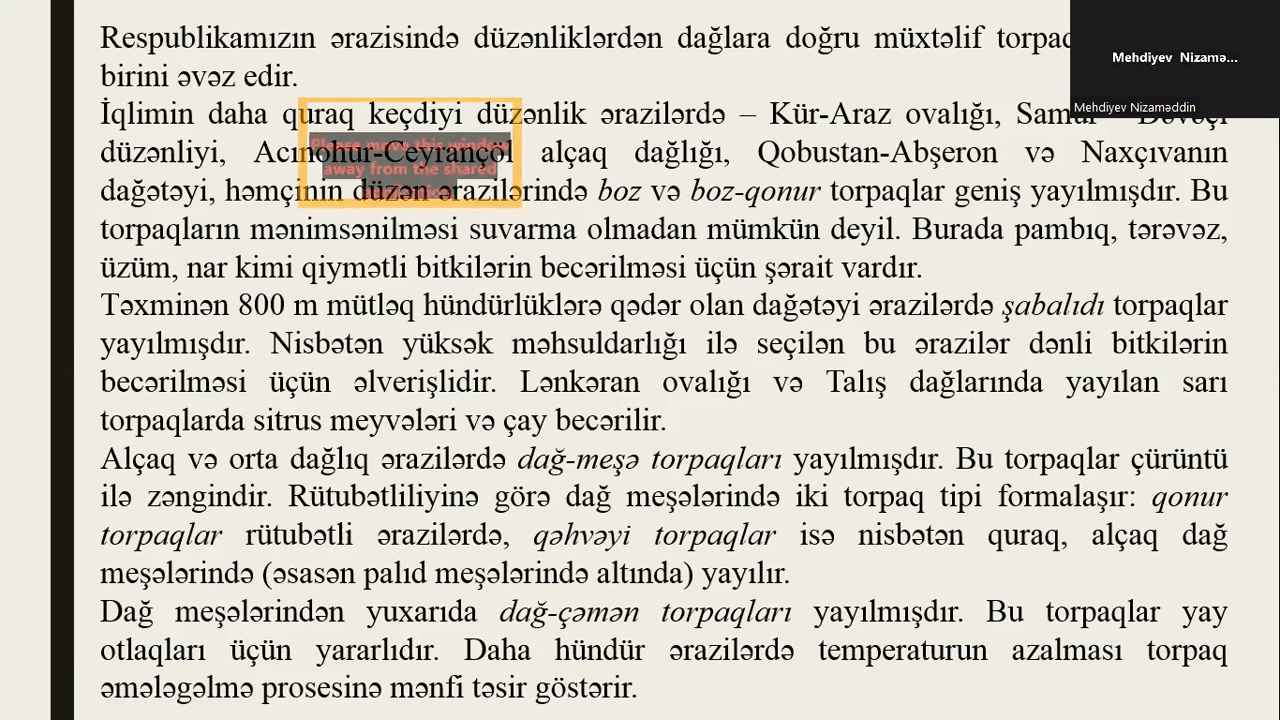 Respublikamızın ərazisində düzənliklərdən dağlara doğru müxtəlif
birini əvəz edir.
İqlimin daha quraq keçdiyi düzənlik ərazilərdə – Kür-Araz ovalığı,
düzənliyi, Acınohur-Ceyrançöl alçaq dağlığı, Qobustan-Abşeron və Naxçıvanın
dağətəyi, həmçinin düzən ərazilərində boz və boz-qonur torpaqlar geniş yayılmışdır. Bu
torpaqların mənimsənilməsi suvarma olmadan mümkün deyil. Burada pambıq, tərəvəz,
üzüm, nar kimi qiymətli bitkilərin becərilməsi üçün şərait vardır.
Təxminən 800 m mütləq hündürlüklərə qədər olan dağətəyi ərazilərdə şabalıdı torpaqlar
yayılmışdır. Nisbətən yüksək məhsuldarlığı ilə seçilən bu ərazilər dənli bitkilərin
becərilməsi üçün əlverişlidir. Lənkəran ovalığı və Talış dağlarında yayılan sarı
torpaqlarda sitrus meyvələri və çay becərilir.
Alçaq və orta dağlıq ərazilərdə dağ-meşə torpaqları yayılmışdır. Bu torpaqlar çürüntü
ilə zəngindir. Rütubətliliyinə görə dağ meşələrində iki torpaq tipi formalaşır: qonur
torpaqlar rütubətli ərazilərdə, qəhvəyi torpaqlar isə nisbətən quraq, alçaq dağ
meşələrində (əsasən palıd meşələrində altında) yayılır.
Dağ meşələrindən yuxarıda dağ-çəmən torpaqları yayılmışdır. Bu torpaqlar yay
otlaqları üçün yararlıdır. Daha hündür ərazilərdə temperaturun azalması torpaq
əmələgəlmə prosesinə mənfi təsir göstərir.
Mehdiyev Nizamə...
Mehdiyev Nizaməddin
Please move this window
away from the shared